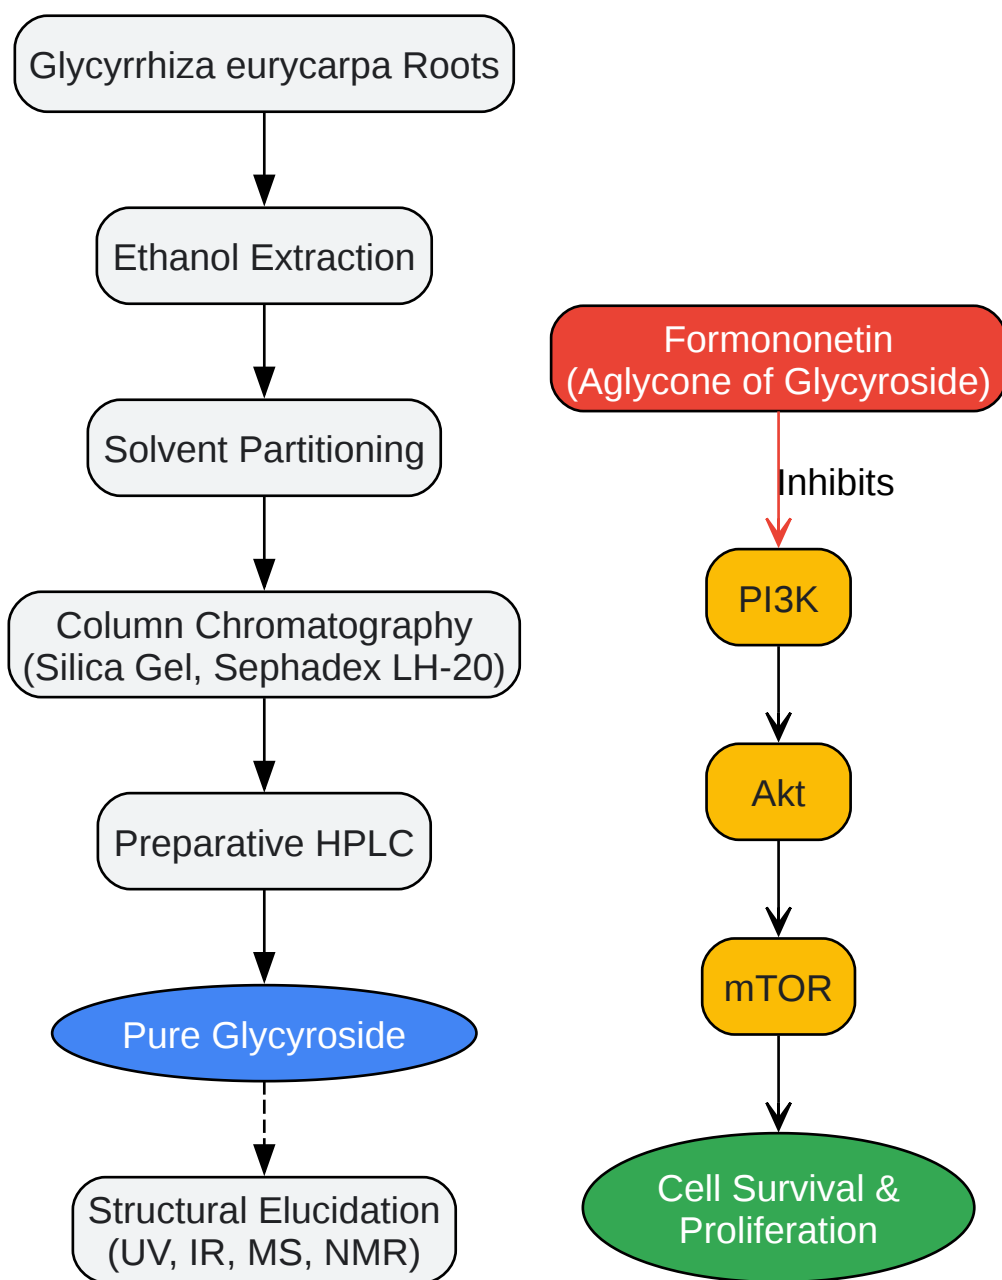 Glycyrrhiza eurycarpa Roots
Ethanol Extraction
Solvent Partitioning
Column Chromatography
(Silica Gel, Sephadex LH-20)
Preparative HPLC
Pure Glycyroside
Structural Elucidation
(UV, IR, MS, NMR)
Formononetin
(Aglycone of Glycyroside)
Inhibits
PI3K
Akt
mTOR
Cell Survival &
Proliferation